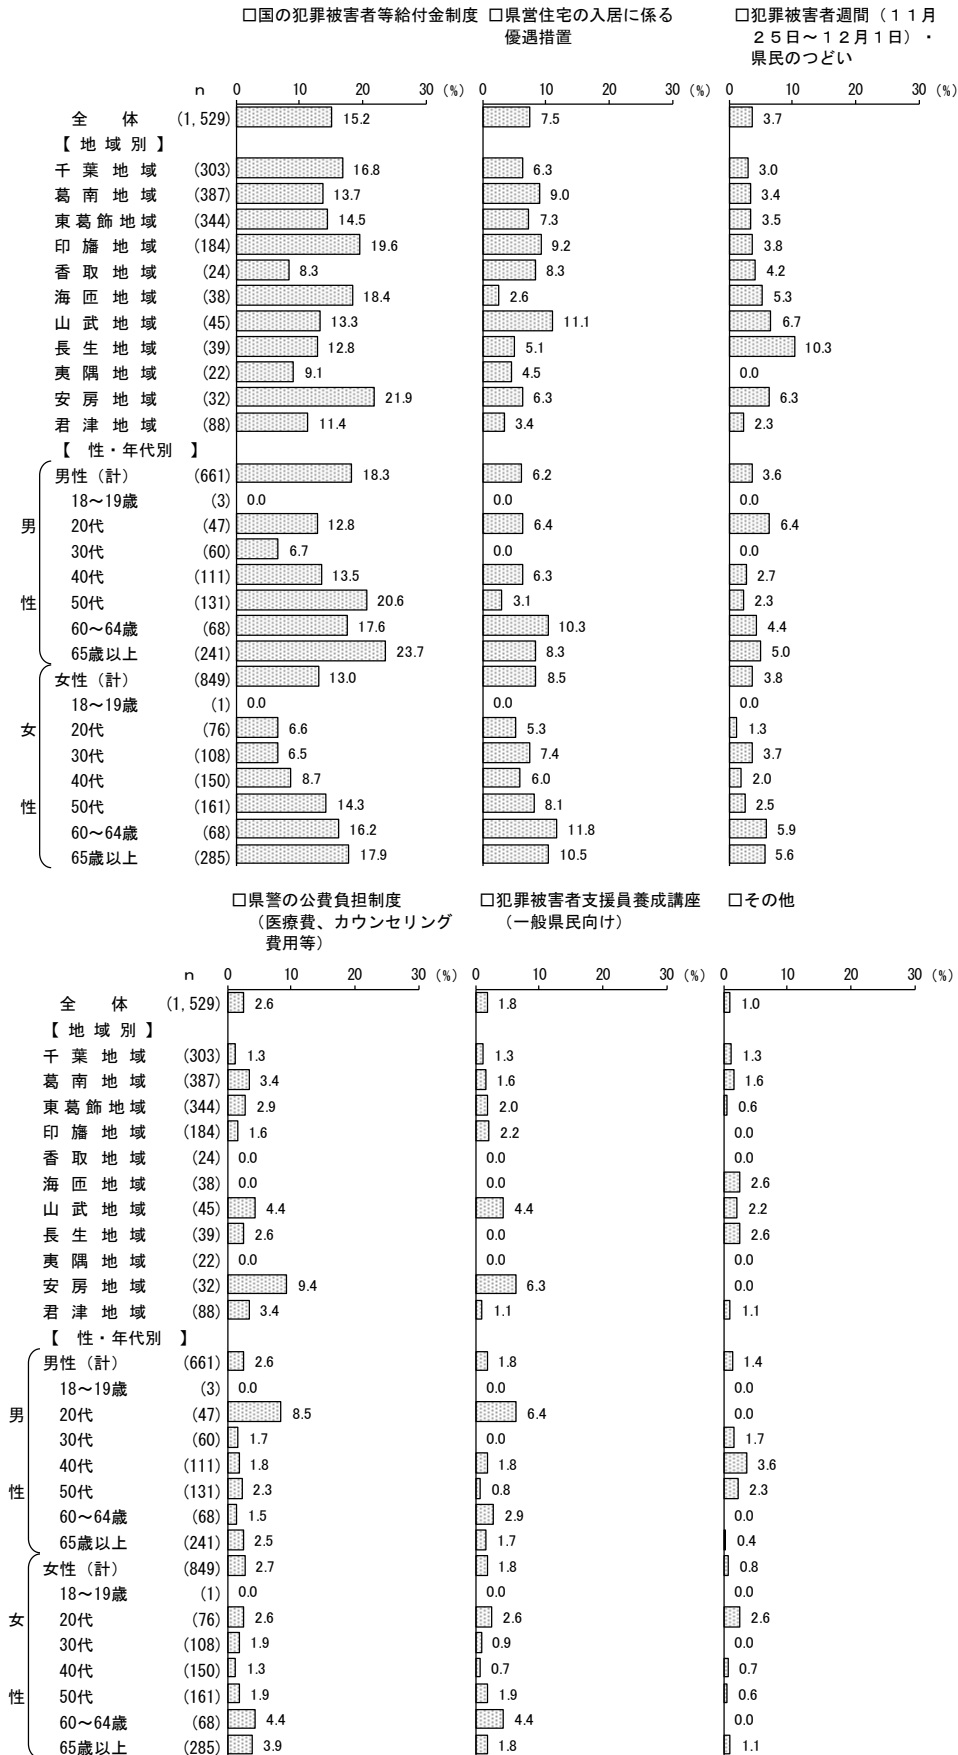 □国の犯罪被害者等給付金制度 □県営住宅の入居に係る 優遇措置 □犯罪被害者週間（１１月２５日～１２月１日）・県民のつどい
n 0 10 20 30 (%) 0 10 20 30 (%) 0 10 20 30 (%)
全体 (1,529) 15.2 7.5 3.7
【地域別】
千葉地域 (303) 16.8 6.3 3.0
葛南地域 (387) 13.7 9.0 3.4
東葛飾地域 (344) 14.5 7.3 3.5
印旛地域 (184) 19.6 9.2 3.8
香取地域 (24) 8.3 8.3 4.2
海匝地域 (38) 18.4 2.6 5.3
山武地域 (45) 13.3 11.1 6.7
長生地域 (39) 12.8 5.1 10.3
夷隅地域 (22) 9.1 4.5 0.0
安房地域 (32) 21.9 6.3 6.3
君津地域 (88) 11.4 3.4 2.3
【性・年代別】
男性（計） (661) 18.3 6.2 3.6
18～19歳 (3) 0.0 0.0 0.0
男 20代 (47) 12.8 6.4 6.4
30代 (60) 6.7 0.0 0.0
40代 (111) 13.5 6.3 2.7
性 50代 (131) 20.6 3.1 2.3
60～64歳 (68) 17.6 10.3 4.4
65歳以上 (241) 23.7 8.3 5.0
女性（計） (849) 13.0 8.5 3.8
18～19歳 (1) 0.0 0.0 0.0
女 20代 (76) 6.6 5.3 1.3
30代 (108) 6.5 7.4 3.7
40代 (150) 8.7 6.0 2.0
性 50代 (161) 14.3 8.1 2.5
60～64歳 (68) 16.2 11.8 5.9
65歳以上 (285) 17.9 10.5 5.6
□県警の公費負担制度（医療費、カウンセリング費用等） □犯罪被害者支援員養成講座（一般県民向け） □その他
n 0 10 20 30 (%) 0 10 20 30 (%) 0 10 20 30 (%)
全体 (1,529) 2.6 1.8 1.0
【地域別】
千葉地域 (303) 1.3 1.3 1.3
葛南地域 (387) 3.4 1.6 1.6
東葛飾地域 (344) 2.9 2.0 0.6
印旛地域 (184) 1.6 2.2 0.0
香取地域 (24) 0.0 0.0 0.0
海匝地域 (38) 0.0 0.0 2.6
山武地域 (45) 4.4 4.4 2.2
長生地域 (39) 2.6 0.0 2.6
夷隅地域 (22) 0.0 0.0 0.0
安房地域 (32) 9.4 6.3 0.0
君津地域 (88) 3.4 1.1 1.1
【性・年代別】
男性（計） (661) 2.6 1.8 1.4
18～19歳 (3) 0.0 0.0 0.0
男 20代 (47) 8.5 6.4 0.0
30代 (60) 1.7 0.0 1.7
40代 (111) 1.8 1.8 3.6
性 50代 (131) 2.3 0.8 2.3
60～64歳 (68) 1.5 2.9 0.0
65歳以上 (241) 2.5 1.7 0.4
女性（計） (849) 2.7 1.8 0.8
18～19歳 (1) 0.0 0.0 0.0
女 20代 (76) 2.6 2.6 2.6
30代 (108) 1.9 0.9 0.0
40代 (150) 1.3 0.7 0.7
性 50代 (161) 1.9 1.9 0.6
60～64歳 (68) 4.4 4.4 0.0
65歳以上 (285) 3.9 1.8 1.1